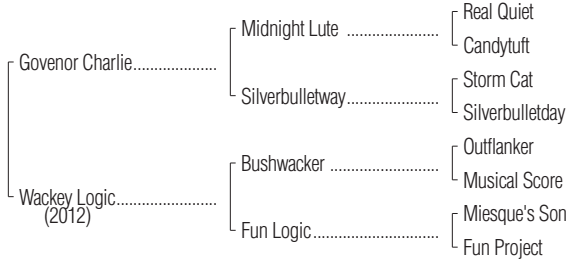 Real Quiet
Midnight Lute ....................
Candytuft
Govenor Charlie..................
Storm Cat
Silverbulletway....................
Silverbulletday
Outflanker
Bushwacker .......................
Musical Score
Wackey Logic.....................
(2012)
Miesque's Son
Fun Logic...........................
Fun Project